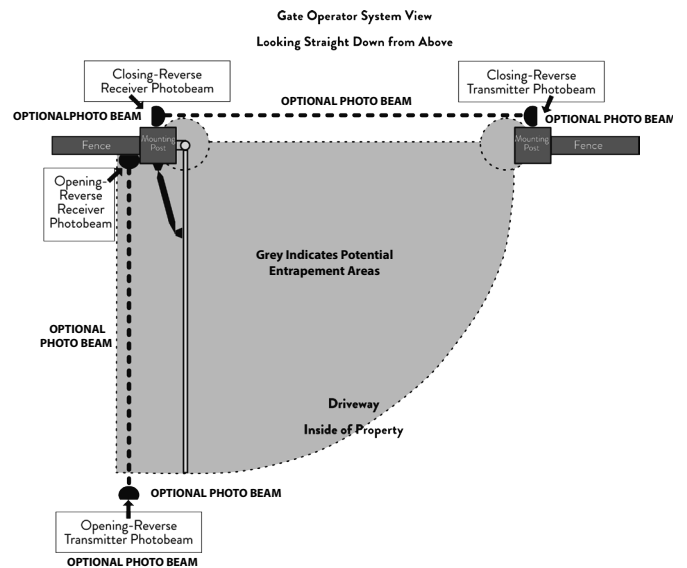 Gate Operator System View
Looking Straight Down from Above
Closing-Reverse
Receiver Photobeam
OPTIONALPHOTO BEAM
OPTIONAL PHOTO BEAM
Closing-Reverse
Transmitter Photobeam
OPTIONAL PHOTO BEAM
Fence
Mounting
Post
Mounting
Post
Fence
Opening-
Reverse
Receiver
Photobeam
Grey Indicates Potential
Entrapement Areas
OPTIONAL
PHOTO BEAM
Driveway
Inside of Property
OPTIONAL PHOTO BEAM
Opening-Reverse
Transmitter Photobeam
OPTIONAL PHOTO BEAM